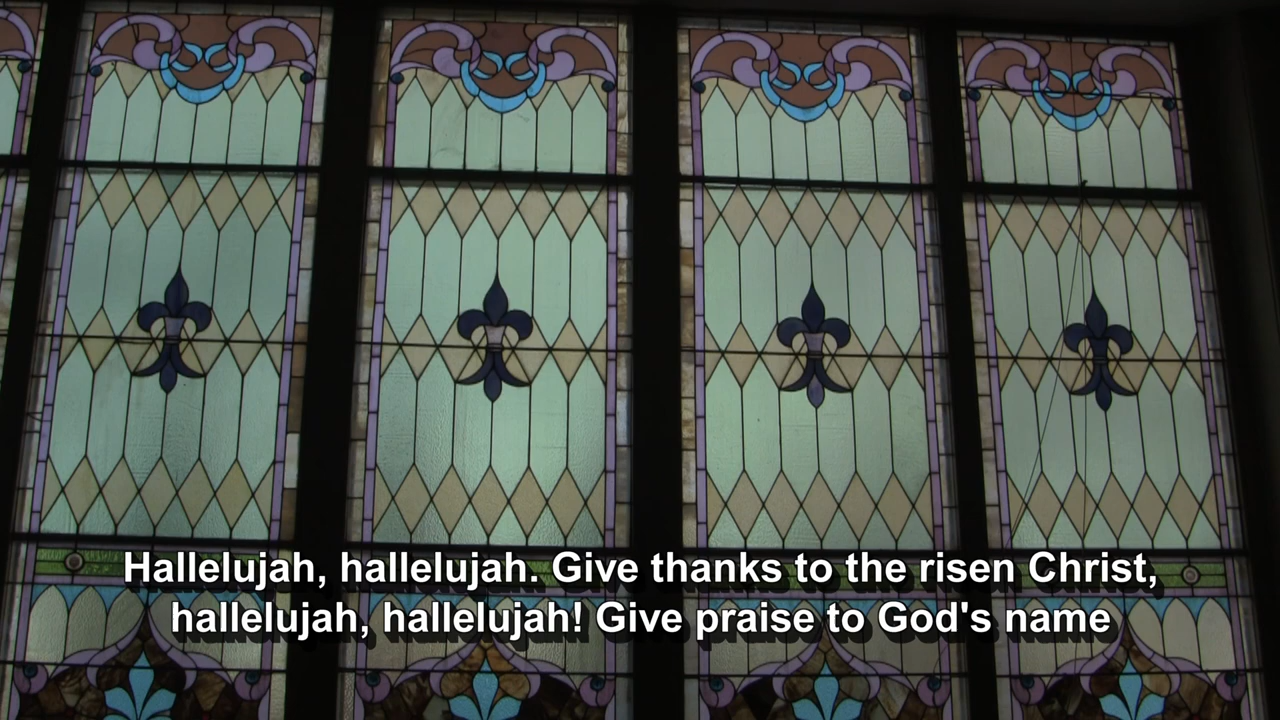 Hallelujah, hallelujah. Give thanks to the risen Christ,
hallelujah, hallelujah! Give praise to God's name